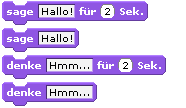 sage Hallo! für 2 Sek.
sage Hallo!
denke Hmm... für 2 Sek.
denke Hmm...